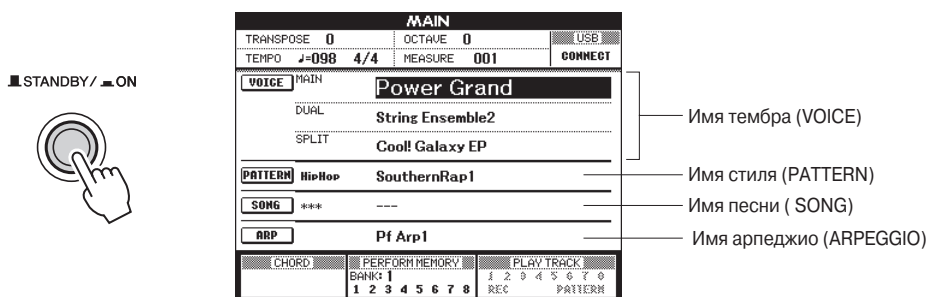 STANDBY/ ON
MAIN
TRANSPOSE 0 OCTAVE 0 USB
TEMPO ♩=098 4/4 MEASURE 001 CONNECT
VOICE MAIN Power Grand
DUAL String Ensemble2
SPLIT Cool! Galaxy EP
Имя тембра (VOICE)
PATTERN HipHop SouthernRap1 Имя стиля (PATTERN)
SONG *** --- Имя песни ( SONG)
ARP Pf Arp1 Имя арпеджио (ARPEGGIO)
CHORD PERFORM MEMORY PLAY TRACK
BANK: 1 1 2 3 4 5 6 7 8
1 2 3 4 5 6 7 8 REC PATTERN